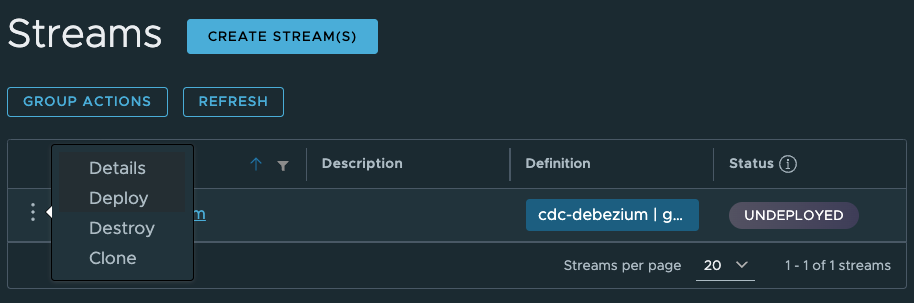 Streams
CREATE STREAM(S)
GROUP ACTIONS
REFRESH
Description
Definition
Status
Details
Deploy
Destroy
Clone
cdc-debezium | g...
UNDEPLOYED
Streams per page
20
1 - 1 of 1 streams